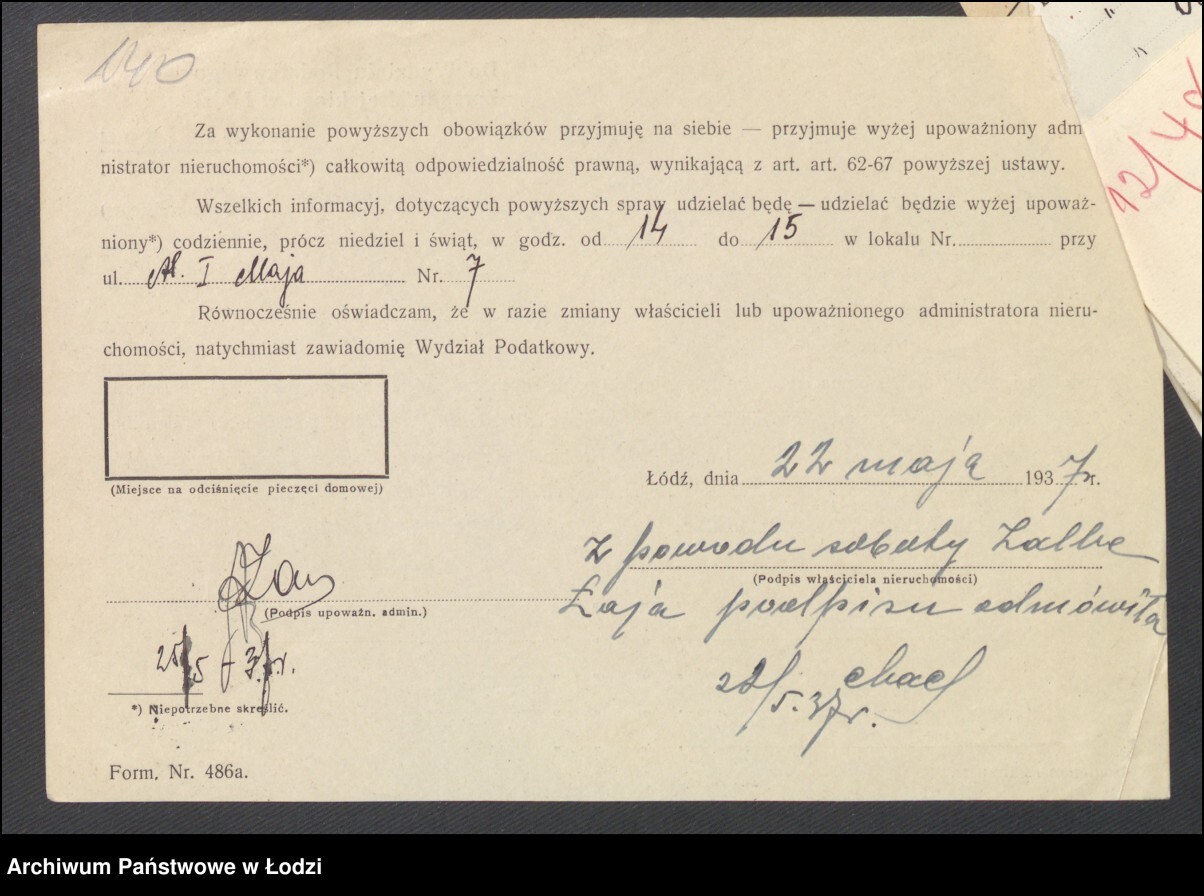 140
Za wykonanie powyższych obowiązków przyjmuję na siebie — przyjmuje wyżej upoważniony adm
nistrator nieruchomości*) całkowitą odpowiedzialność prawną, wynikającą z art. art. 62-67 powyższej ustawy.
Wszelkich informacyj, dotyczących powyższych spraw udzielać będę — udzielać będzie wyżej upoważ-
niony*) codziennie, prócz niedziel i świąt, w godz. od 14 do 15 w lokalu Nr. przy
ul. Al. I Maja Nr. 7
Równocześnie oświadczam, że w razie zmiany właścicieli lub upoważnionego administratora nieru-
chomości, natychmiast zawiadomię Wydział Podatkowy.
(Miejsce na odciśnięcie pieczęci domowej)
Łódź, dnia 22 maja 1937 r.
z powodu soboty Zalbe
(Podpis właściciela nieruchomości)
Łaja podpisu odmówiła
(Podpis upoważn. admin.)
25/5 - 37r.
22/5.37r.
*) Niepotrzebne skreślić.
Form. Nr. 486a.
12/40
Archiwum Państwowe w Łodzi